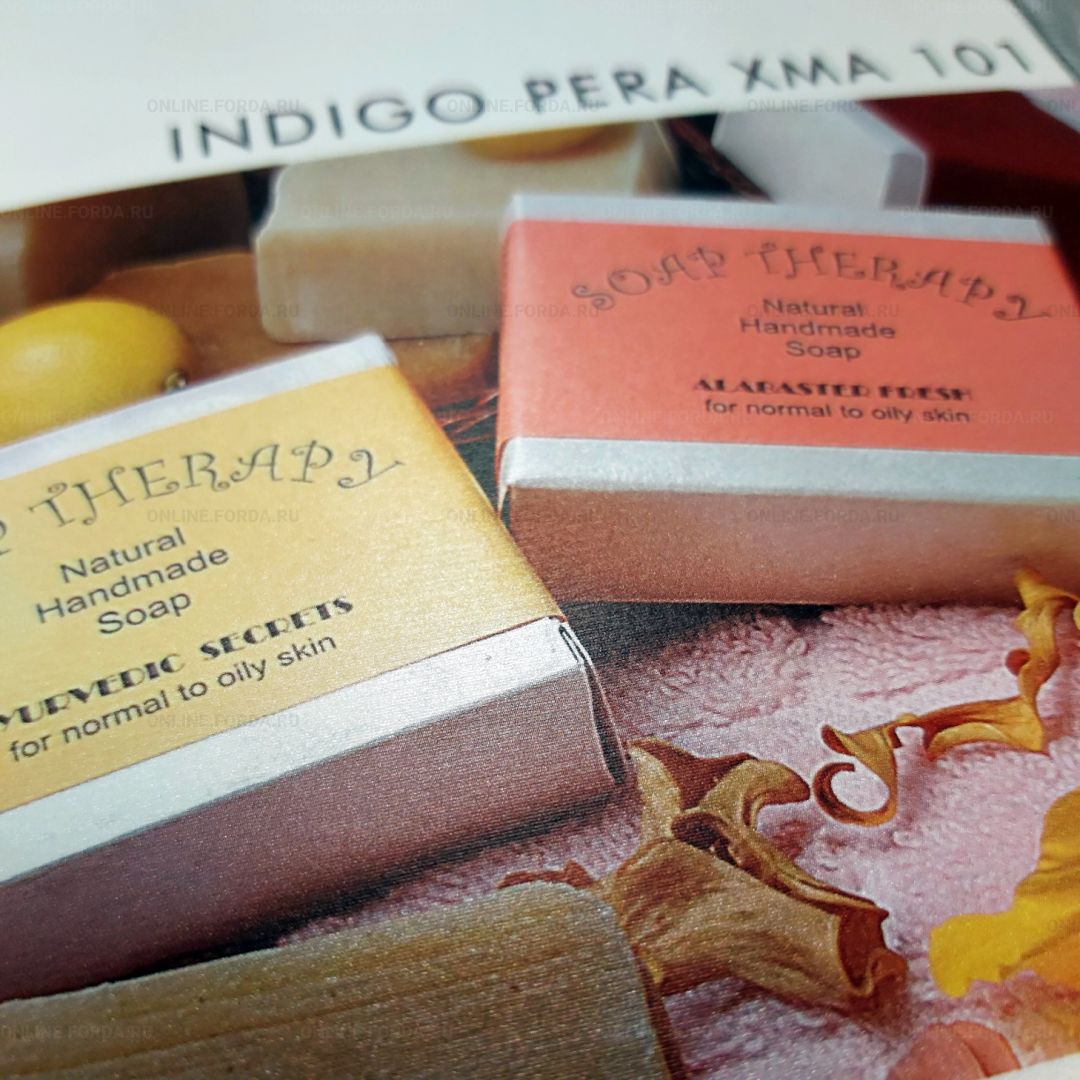 INDIGO PERA XMA 101
SOAP THERAPY
Natural
Handmade
Soap
ALABASTER FRESH
for normal to oily skin
P THERAPY
Natural
Handmade
Soap
YURVEDIC SECRETS
for normal to oily skin
ONLINE.FORDA.RU